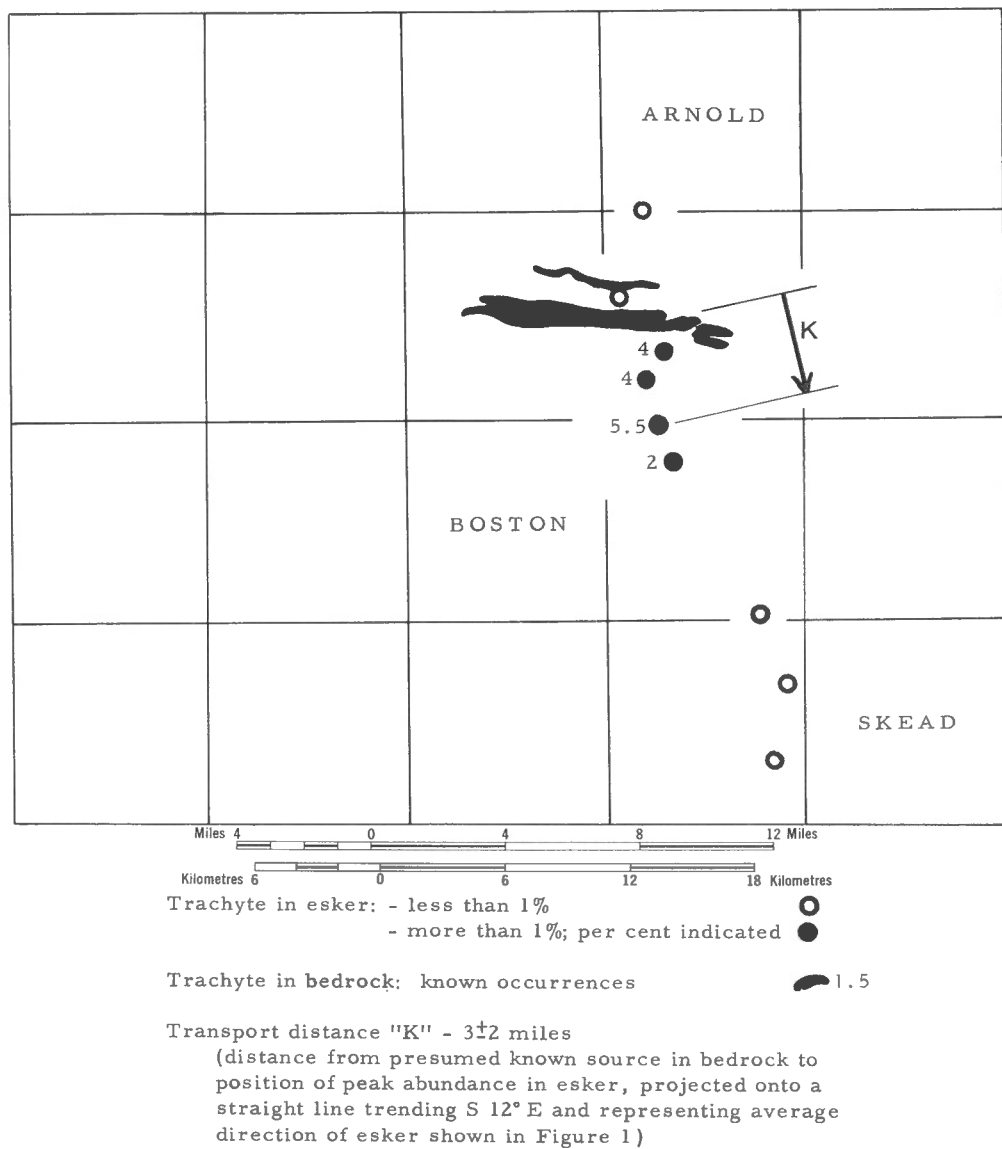 ARNOLD
K
4
4
5.5
2
BOSTON
SKEAD
Miles 4 0 4 8 12 Miles
Kilometres 6 0 6 12 18 Kilometres
Trachyte in esker: - less than 1%
- more than 1%; per cent indicated
Trachyte in bedrock: known occurrences 1.5
Transport distance "K" - 3±2 miles
(distance from presumed known source in bedrock to
position of peak abundance in esker, projected onto a
straight line trending S 12° E and representing average
direction of esker shown in Figure 1)